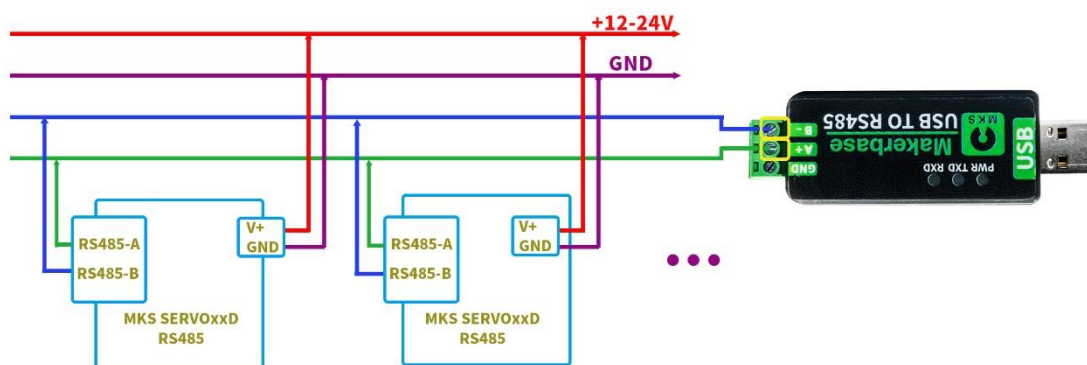 +12-24V
GND
B -
A+
GND
MKS
USB TO RS485
Makerbase
PWR TXD RXD
USB
RS485-A
RS485-B
V+
GND
MKS SERVOxxD
RS485
RS485-A
RS485-B
V+
GND
MKS SERVOxxD
RS485